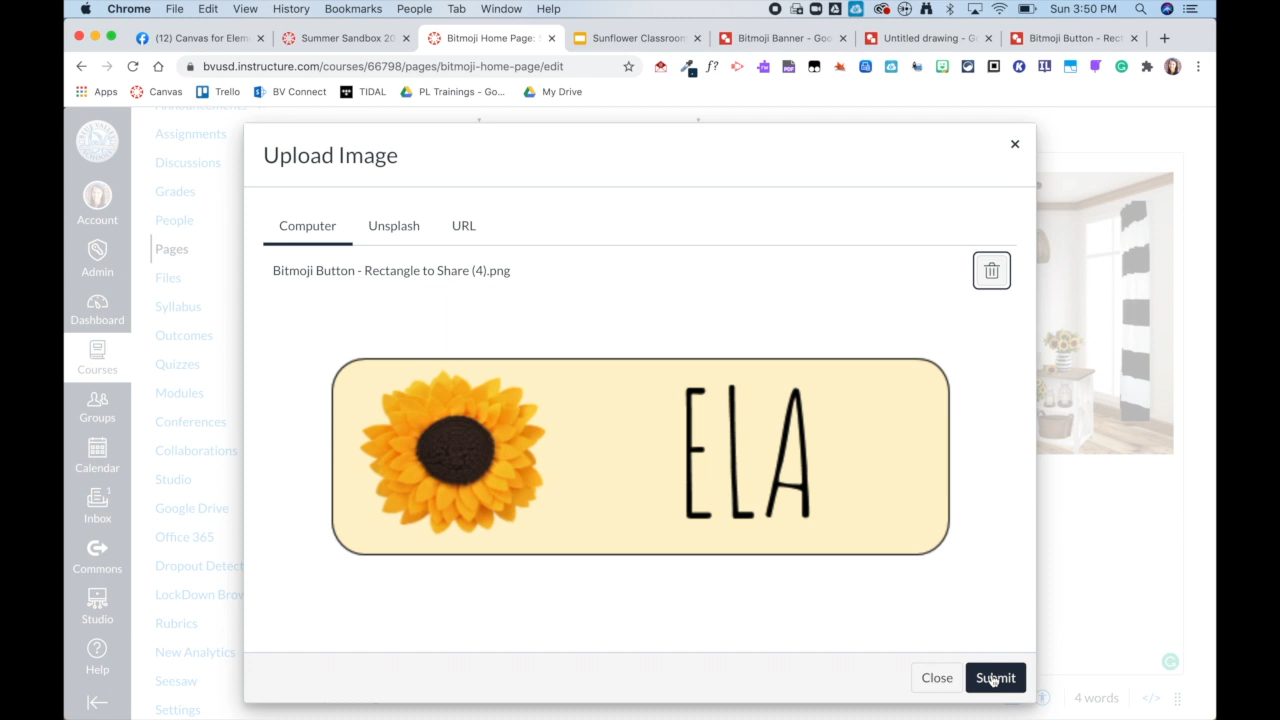 Chrome File Edit View History Bookmarks People Tab Window Help Sun 3:50 PM
(12) Canvas for Elem Summer Sandbox 20 Bitmoji Home Page: Sunflower Classroom Bitmoji Banner - Goo Untitled drawing - G Bitmoji Button - Rect
bvusd.instructure.com/courses/66798/pages/bitmoji-home-page/edit
Apps Canvas Trello BV Connect TIDAL PL Trainings - Go... My Drive
Announcements
Assignments
Discussions
Grades
People
Pages
Files
Syllabus
Outcomes
Quizzes
Modules
Conferences
Collaborations
Studio
Google Drive
Office 365
Dropout Detect
LockDown Brow
Rubrics
New Analytics
Seesaw
Settings
Account
Admin
Dashboard
Courses
Groups
Calendar
1
Inbox
Commons
Studio
Help
Upload Image
Computer Unsplash URL
Bitmoji Button - Rectangle to Share (4).png
ELA
Close Submit
4 words </>